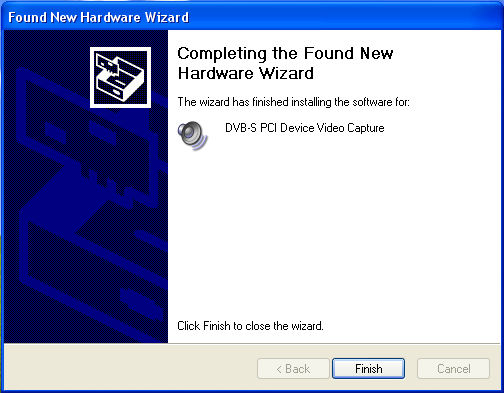 Found New Hardware Wizard
Completing the Found New
Hardware Wizard
The wizard has finished installing the software for:
DVB-S PCI Device Video Capture
Click Finish to close the wizard.
< Back
Finish
Cancel